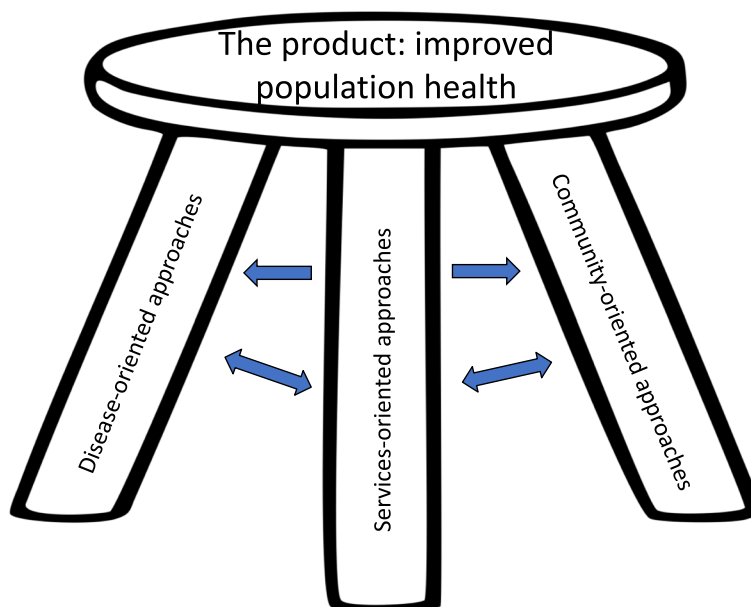 The product: improved
population health
Disease-oriented approaches
Services-oriented approaches
Community-oriented approaches